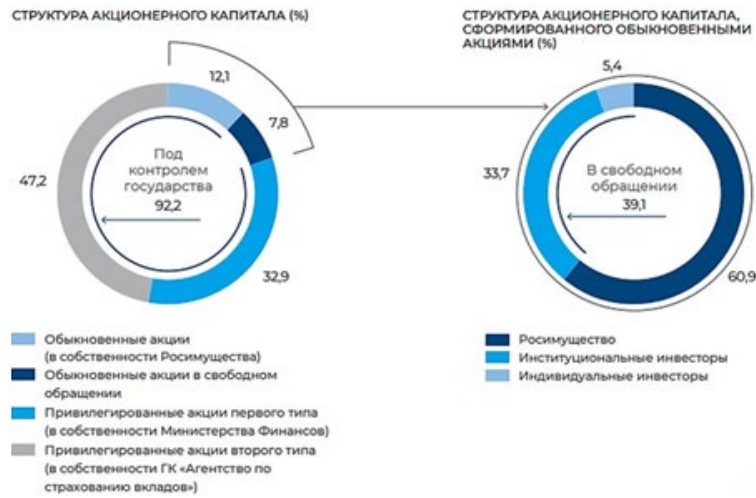 СТРУКТУРА АКЦИОНЕРНОГО КАПИТАЛА (%)
12,1
7,8
47,2
Под
контролем
государства
92,2
32,9
Обыкновенные акции
(в собственности Росимущества)
Обыкновенные акции в свободном
обращении
Привилегированные акции первого типа
(в собственности Министерства Финансов)
Привилегированные акции второго типа
(в собственности ГК «Агентство по
страхованию вкладов»)
СТРУКТУРА АКЦИОНЕРНОГО КАПИТАЛА,
СФОРМИРОВАННОГО ОБЫКНОВЕННЫМИ
АКЦИЯМИ (%)
5,4
33,7
В свободном
обращении
39,1
60,9
Росимущество
Институциональные инвесторы
Индивидуальные инвесторы